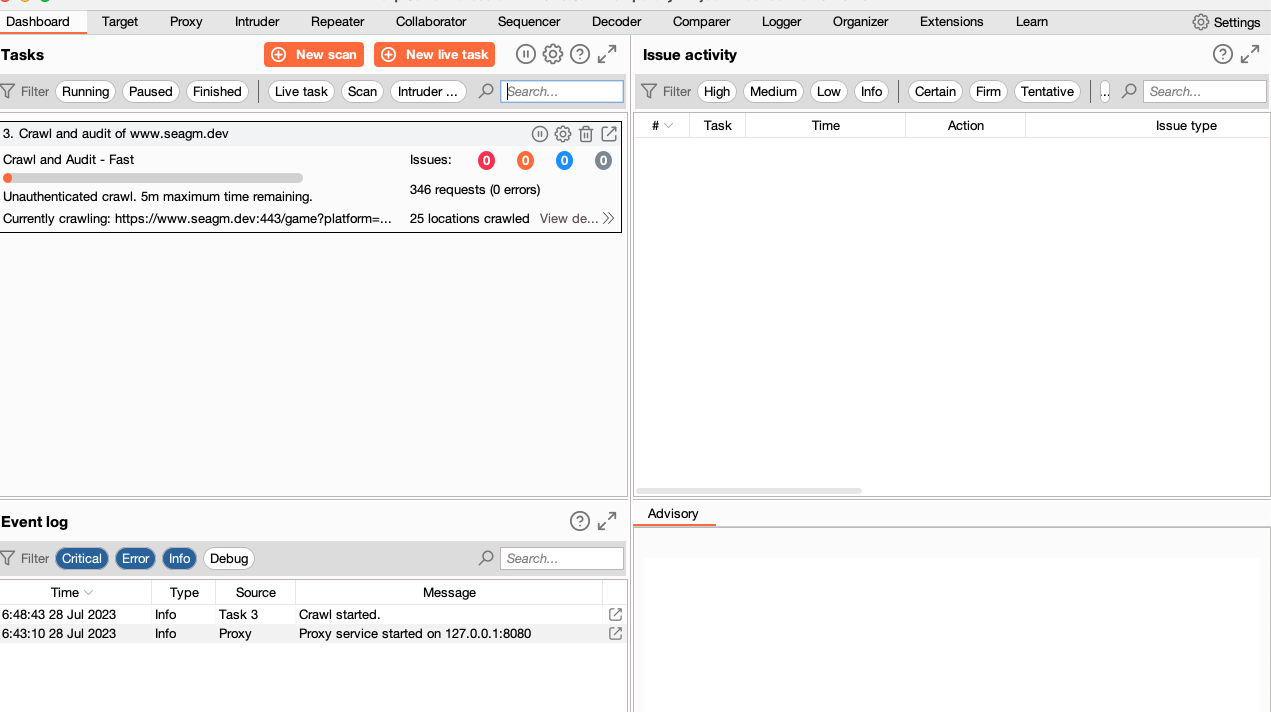 Dashboard Target Proxy Intruder Repeater Collaborator Sequencer Decoder Comparer Logger Organizer Extensions Learn Settings
Tasks New scan New live task
Filter Running Paused Finished Live task Scan Intruder ... Search...
3. Crawl and audit of www.seagm.dev
Crawl and Audit - Fast Issues: 0 0 0 0
346 requests (0 errors)
Unauthenticated crawl. 5m maximum time remaining.
Currently crawling: https://www.seagm.dev:443/game?platform=... 25 locations crawled View de...
Issue activity
Filter High Medium Low Info Certain Firm Tentative ... Search...
# Task Time Action Issue type
Event log
Filter Critical Error Info Debug Search...
Time Type Source Message
6:48:43 28 Jul 2023 Info Task 3 Crawl started.
6:43:10 28 Jul 2023 Info Proxy Proxy service started on 127.0.0.1:8080
Advisory